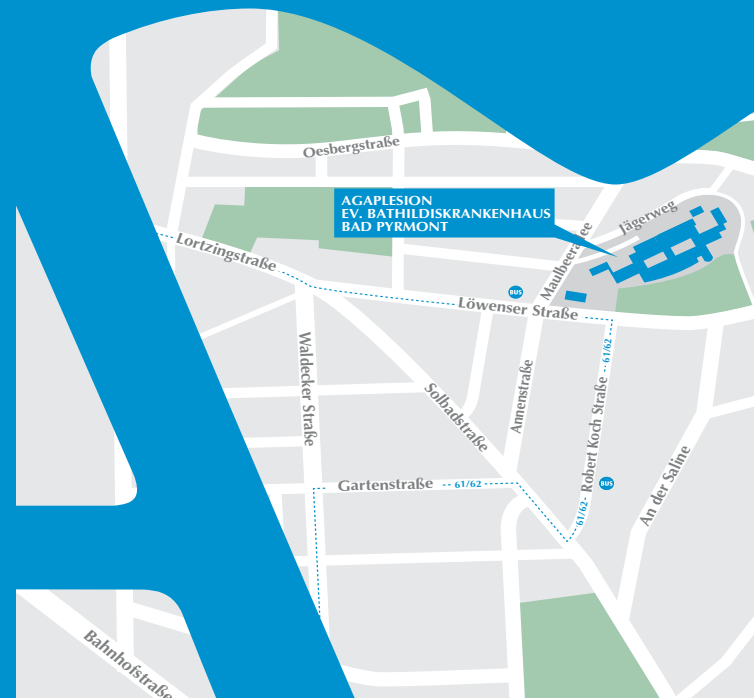 Oesbergstraße
AGAPLESION
EV. BATHILDISKRANKENHAUS
BAD PYRMONT
Jägerweg
Maulbeerallee
Lortzingstraße
BUS
Löwenser Straße
Waldecker Straße
Solbadstraße
Annenstraße
61/62
Robert Koch Straße
61/62
Gartenstraße
61/62
BUS
An der Saline
Bahnhofstraße